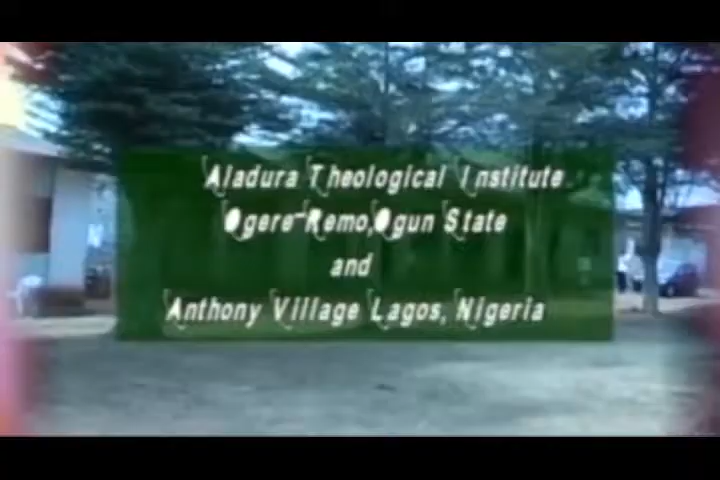 Aladura Theological Institute
Ogere-Remo,Ogun State
and
Anthony Village Lagos, Nigeria